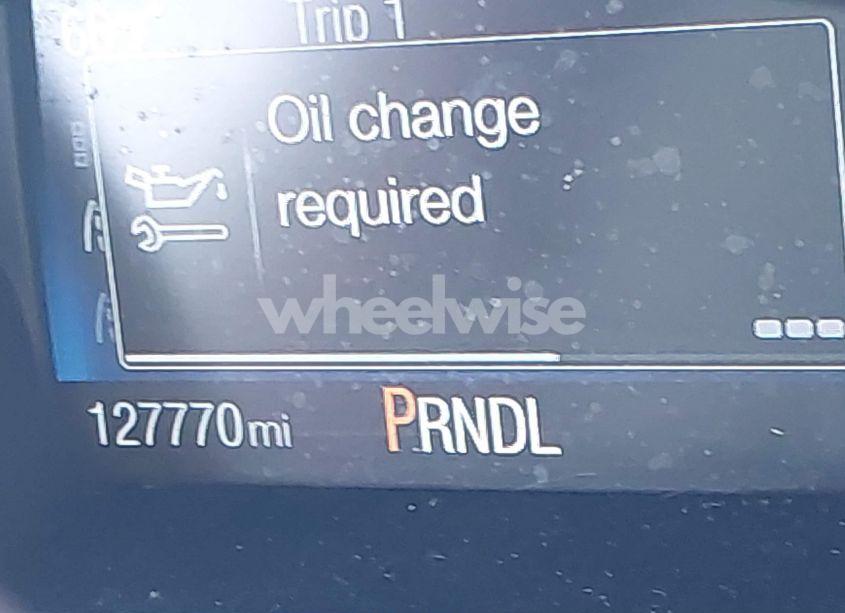 Trip 1
Oil change
required
wheelwise
127770mi
PRNDL